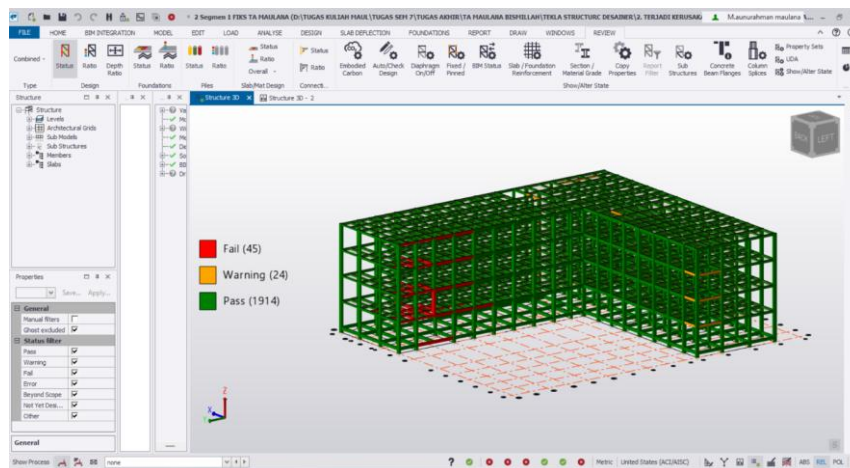 2 Segmen 1 FIKS TA MAULANA (D:\TUGAS KULIAH MAUL\TUGAS SEM 7\TUGAS AKHIR\TA MAULANA BISMILLAH\TEKLA STRUCTURE DESAINER\2. TERJADI KERUSAK
M.aunurahman maulana
FILE HOME BIM INTEGRATION MODEL EDIT LOAD ANALYSE DESIGN SLAB DEFLECTION FOUNDATIONS REPORT DRAW WINDOWS REVIEW
Combined
Status Ratio Depth Ratio
Status Ratio
Status Ratio
Status
Ratio
Overall
Status
Ratio
Embodied Carbon
Auto/Check Design
Diaphragm On/Off
Fixed / Pinned
BIM Status
Slab / Foundation Reinforcement
Section / Material Grade
Copy Properties
Report Filter
Sub Structures
Concrete Beam Flanges
Column Splices
Property Sets
UDA
Show/Alter State
Type Design Foundations Piles Slab/Mat Design Connecti... Show/Alter State
Structure
Structure 3D
Structure 3D - 2
Structure
Levels
Architectural Grids
Sub Models
Sub Structures
Members
Slabs
BACK LEFT
Fail (45)
Warning (24)
Pass (1914)
Properties
Save... Apply...
General
Manual filters
Ghost excluded
Status filter
Pass
Warning
Fail
Error
Beyond Scope
Not Yet Desi...
Other
General
Z
X
Y
Show Process none
? Metric United States (ACI/AISC) ABS REL POL